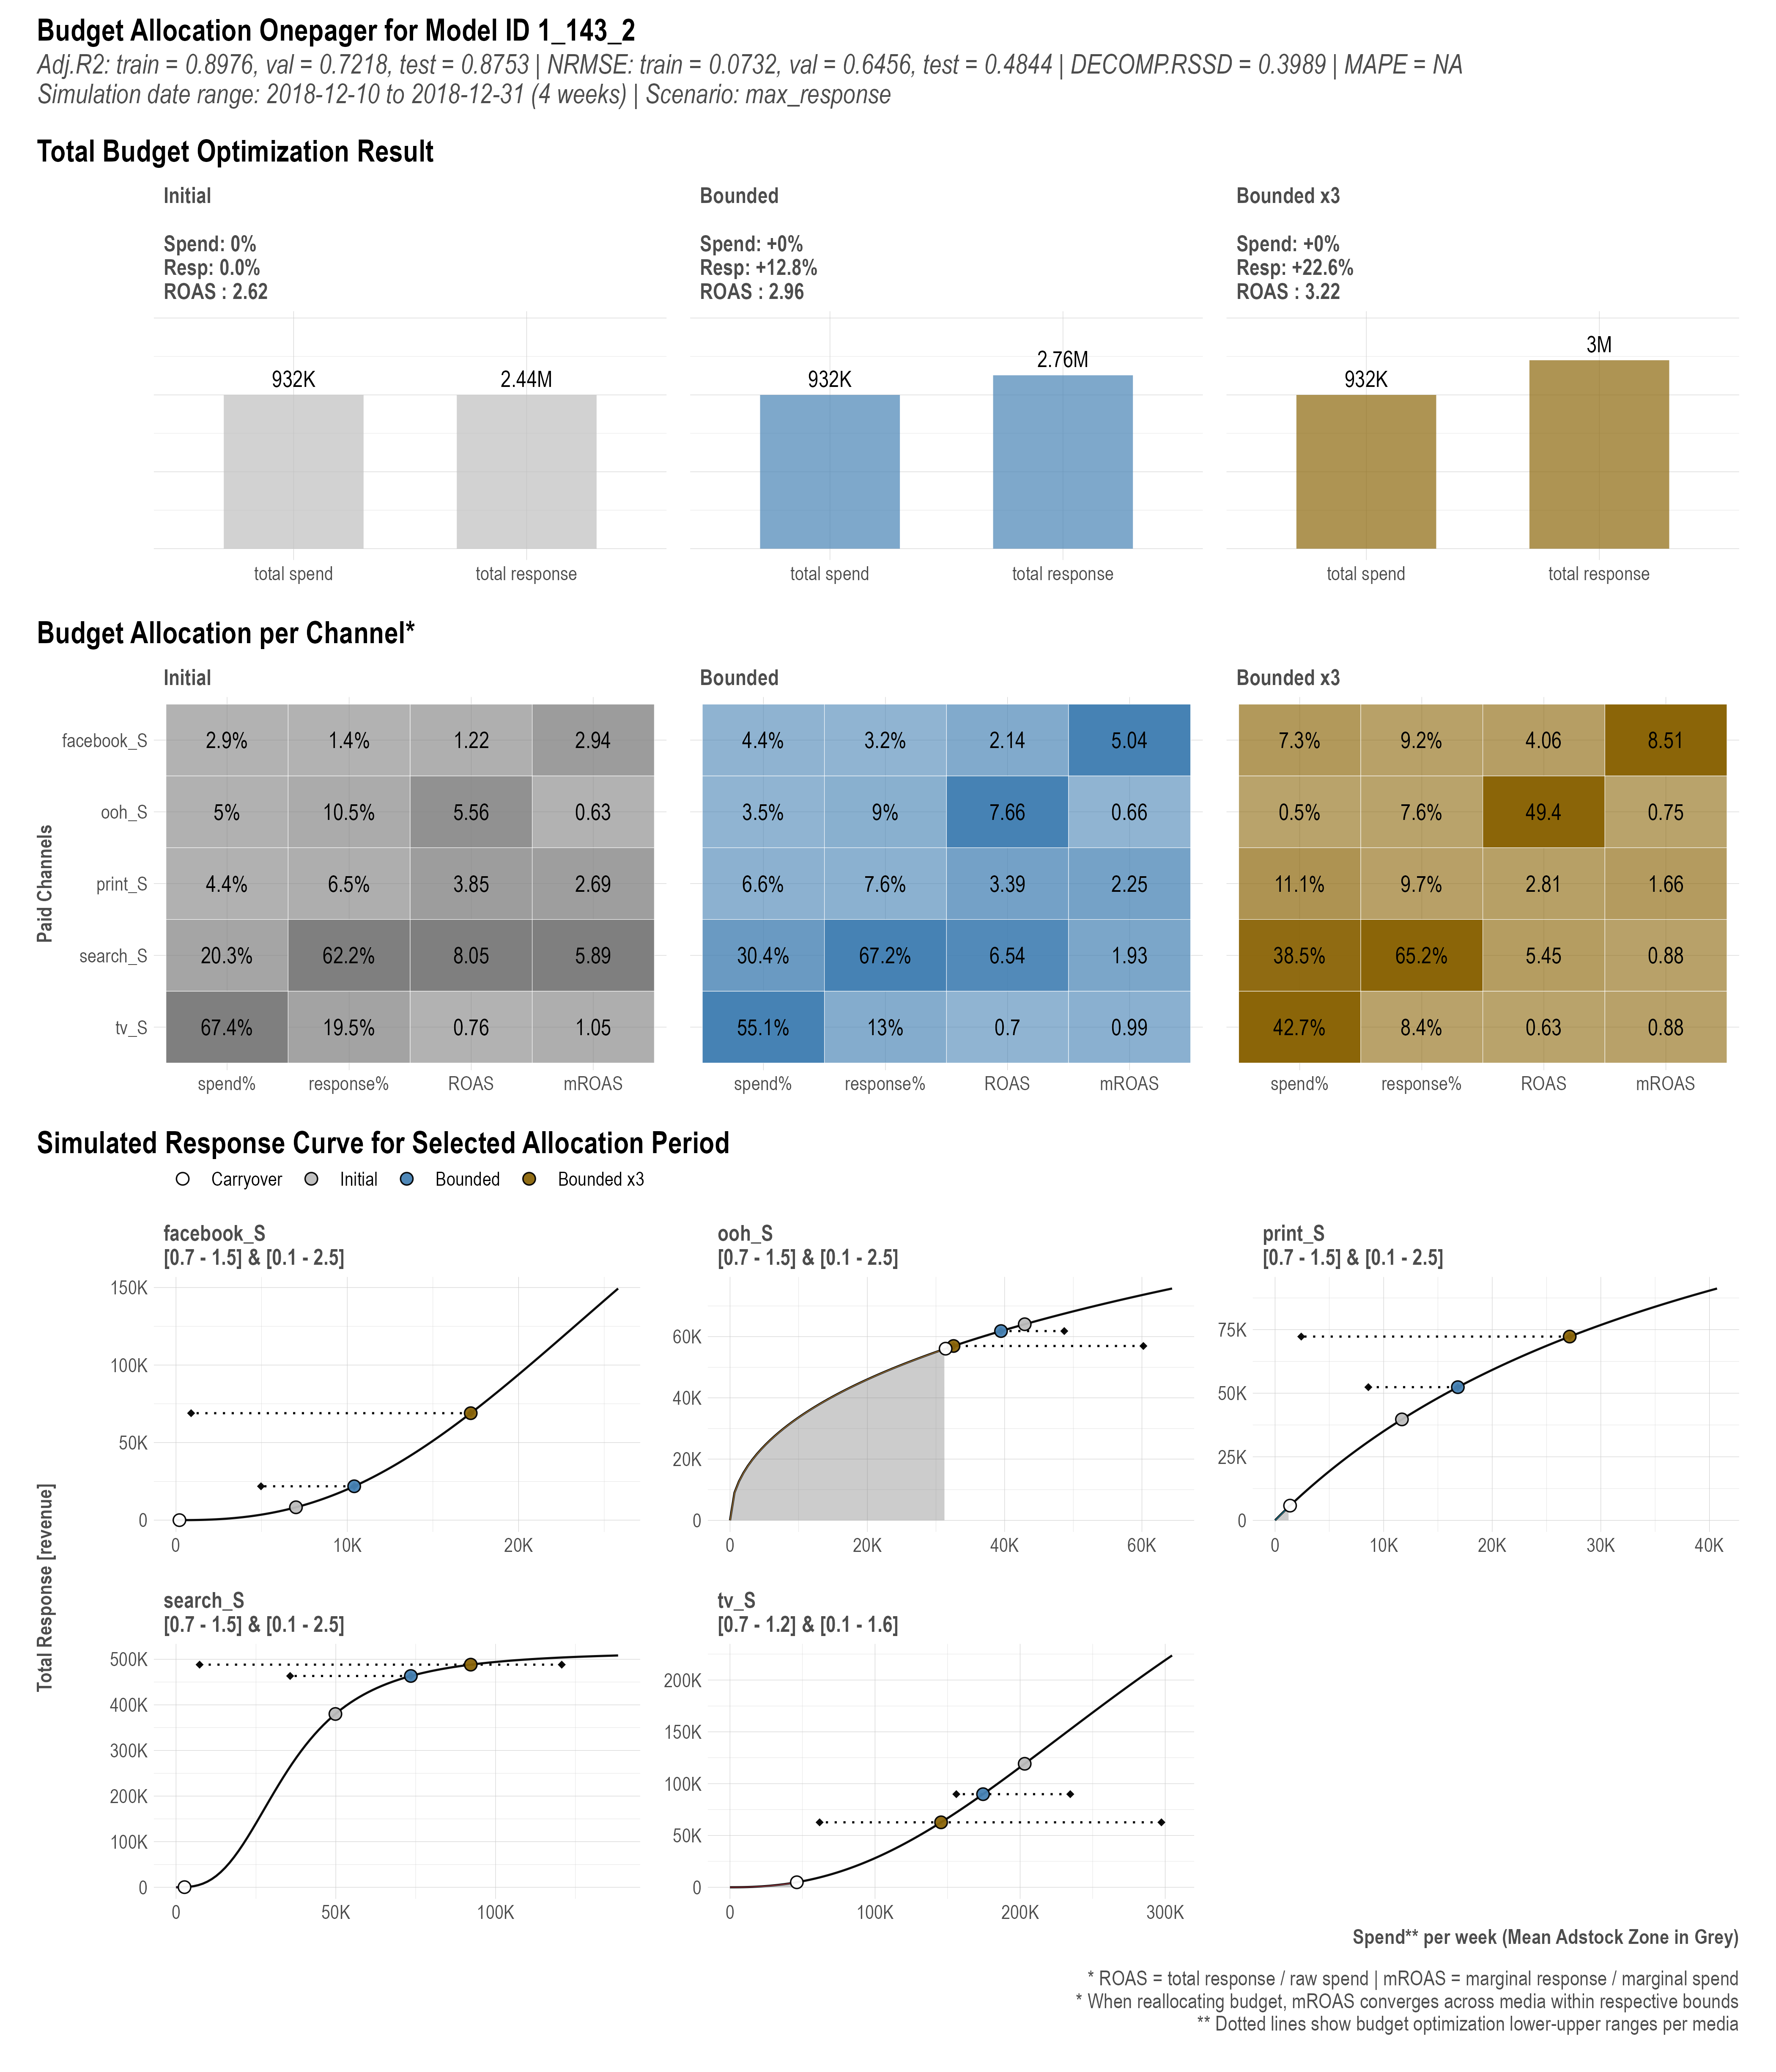 Budget Allocation Onepager for Model ID 1_143_2
Adj.R2: train = 0.8976, val = 0.7218, test = 0.8753 | NRMSE: train = 0.0732, val = 0.6456, test = 0.4844 | DECOMP.RSSD = 0.3989 | MAPE = NA
Simulation date range: 2018-12-10 to 2018-12-31 (4 weeks) | Scenario: max_response
Total Budget Optimization Result
Initial
Spend: 0%
Resp: 0.0%
ROAS : 2.62
932K
2.44M
total spend
total response
Bounded
Spend: +0%
Resp: +12.8%
ROAS : 2.96
932K
2.76M
total spend
total response
Bounded x3
Spend: +0%
Resp: +22.6%
ROAS : 3.22
932K
3M
total spend
total response
Budget Allocation per Channel*
Paid Channels
Initial
facebook_S 2.9% 1.4% 1.22 2.94
ooh_S 5% 10.5% 5.56 0.63
print_S 4.4% 6.5% 3.85 2.69
search_S 20.3% 62.2% 8.05 5.89
tv_S 67.4% 19.5% 0.76 1.05
spend% response% ROAS mROAS
Bounded
4.4% 3.2% 2.14 5.04
3.5% 9% 7.66 0.66
6.6% 7.6% 3.39 2.25
30.4% 67.2% 6.54 1.93
55.1% 13% 0.7 0.99
spend% response% ROAS mROAS
Bounded x3
7.3% 9.2% 4.06 8.51
0.5% 7.6% 49.4 0.75
11.1% 9.7% 2.81 1.66
38.5% 65.2% 5.45 0.88
42.7% 8.4% 0.63 0.88
spend% response% ROAS mROAS
Simulated Response Curve for Selected Allocation Period
Carryover Initial Bounded Bounded x3
Total Response [revenue]
facebook_S
[0.7 - 1.5] & [0.1 - 2.5]
150K
100K
50K
0
0 10K 20K
ooh_S
[0.7 - 1.5] & [0.1 - 2.5]
60K
40K
20K
0
0 20K 40K 60K
print_S
[0.7 - 1.5] & [0.1 - 2.5]
75K
50K
25K
0
0 10K 20K 30K 40K
search_S
[0.7 - 1.5] & [0.1 - 2.5]
500K
400K
300K
200K
100K
0
0 50K 100K
tv_S
[0.7 - 1.2] & [0.1 - 1.6]
200K
150K
100K
50K
0
0 100K 200K 300K
Spend** per week (Mean Adstock Zone in Grey)
* ROAS = total response / raw spend | mROAS = marginal response / marginal spend
* When reallocating budget, mROAS converges across media within respective bounds
** Dotted lines show budget optimization lower-upper ranges per media